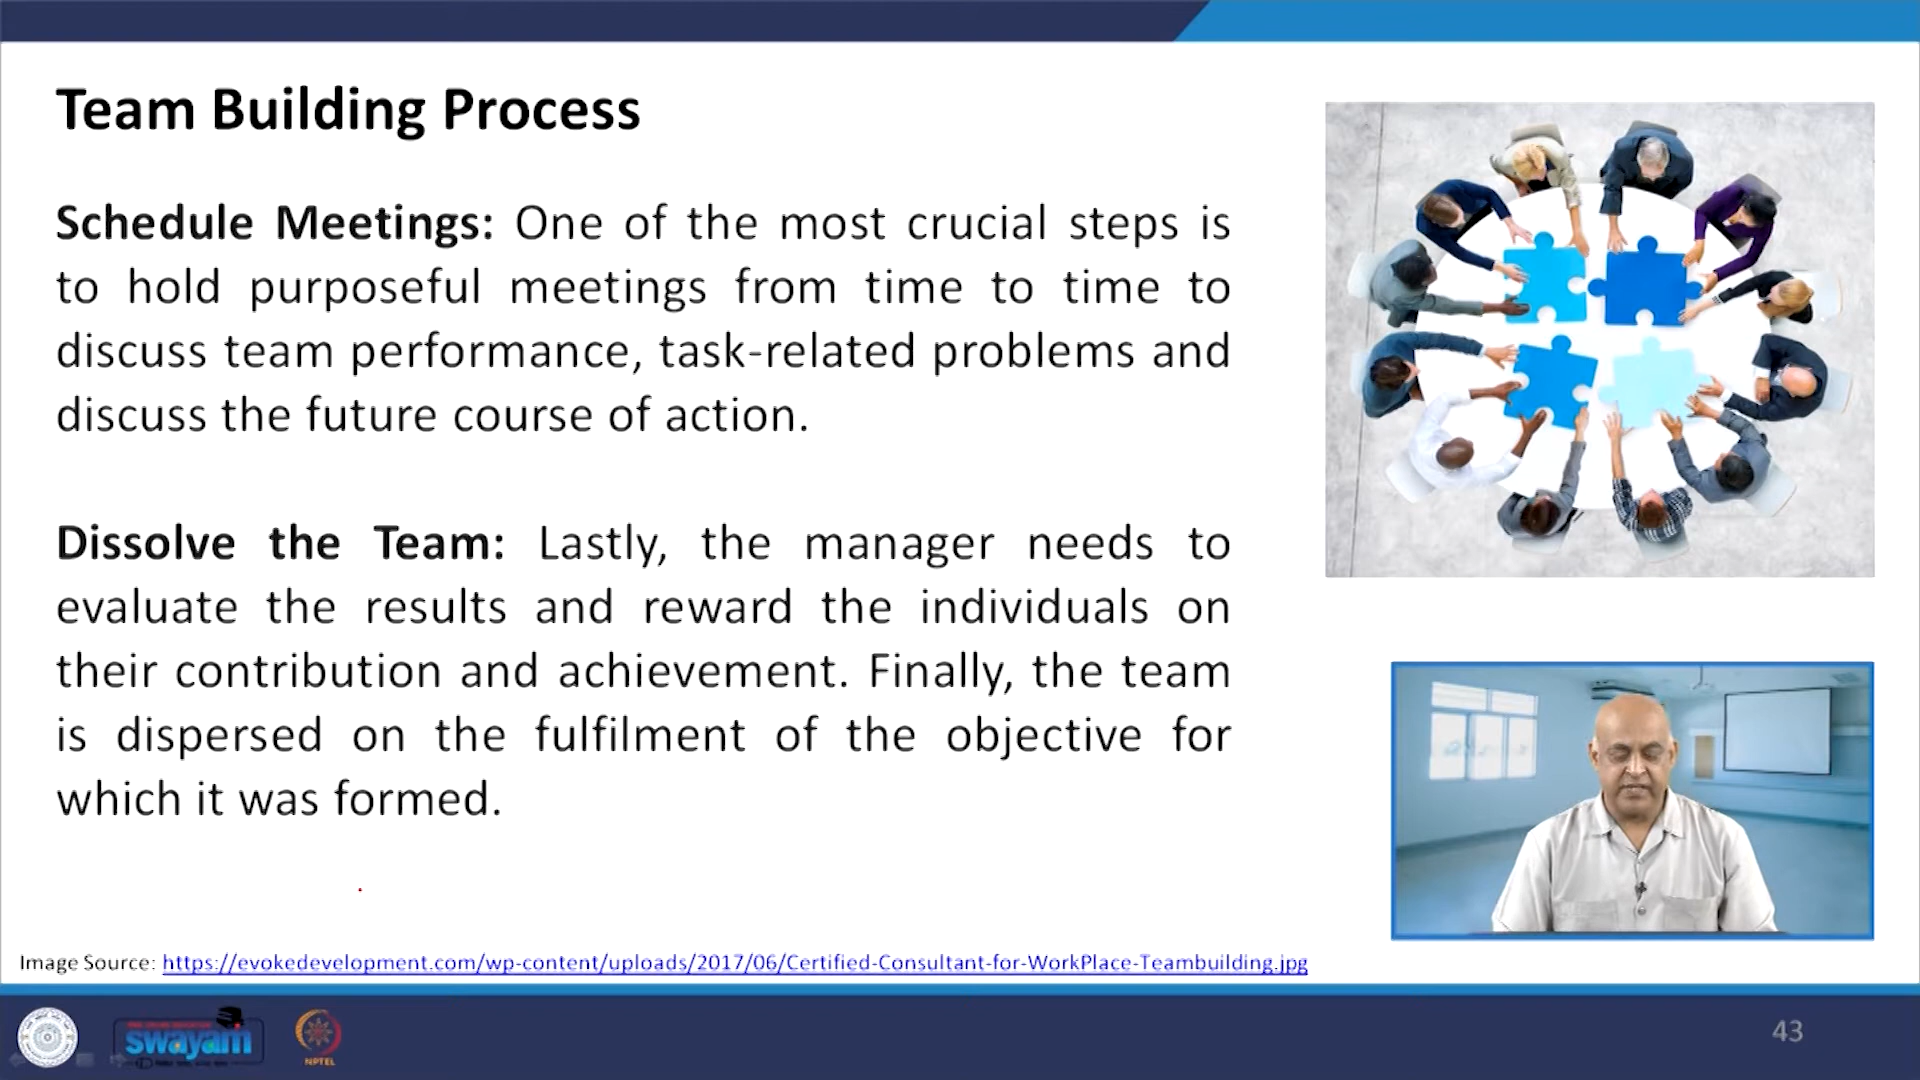 Team Building Process
Schedule Meetings: One of the most crucial steps is
to hold purposeful meetings from time to time to
discuss team performance, task-related problems and
discuss the future course of action.
Dissolve the Team: Lastly, the manager needs to
evaluate the results and reward the individuals on
their contribution and achievement. Finally, the team
is dispersed on the fulfilment of the objective for
which it was formed.
Image Source: https://evokedevelopment.com/wp-content/uploads/2017/06/Certified-Consultant-for-WorkPlace-Teambuilding.jpg
swayam
NPTEL
43